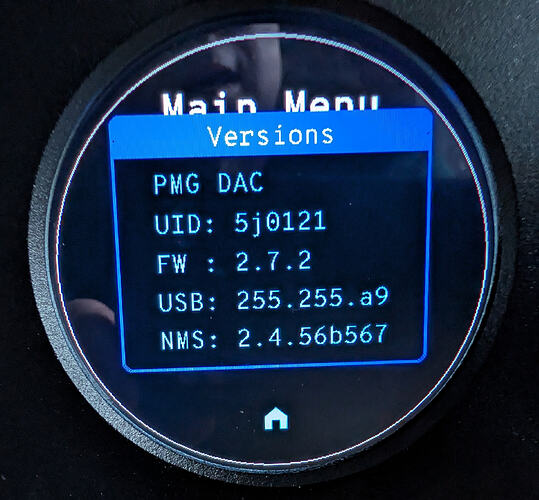 Main Menu
Versions
PMG DAC
UID: 5j0121
FW : 2.7.2
USB: 255.255.a9
NMS: 2.4.56b567